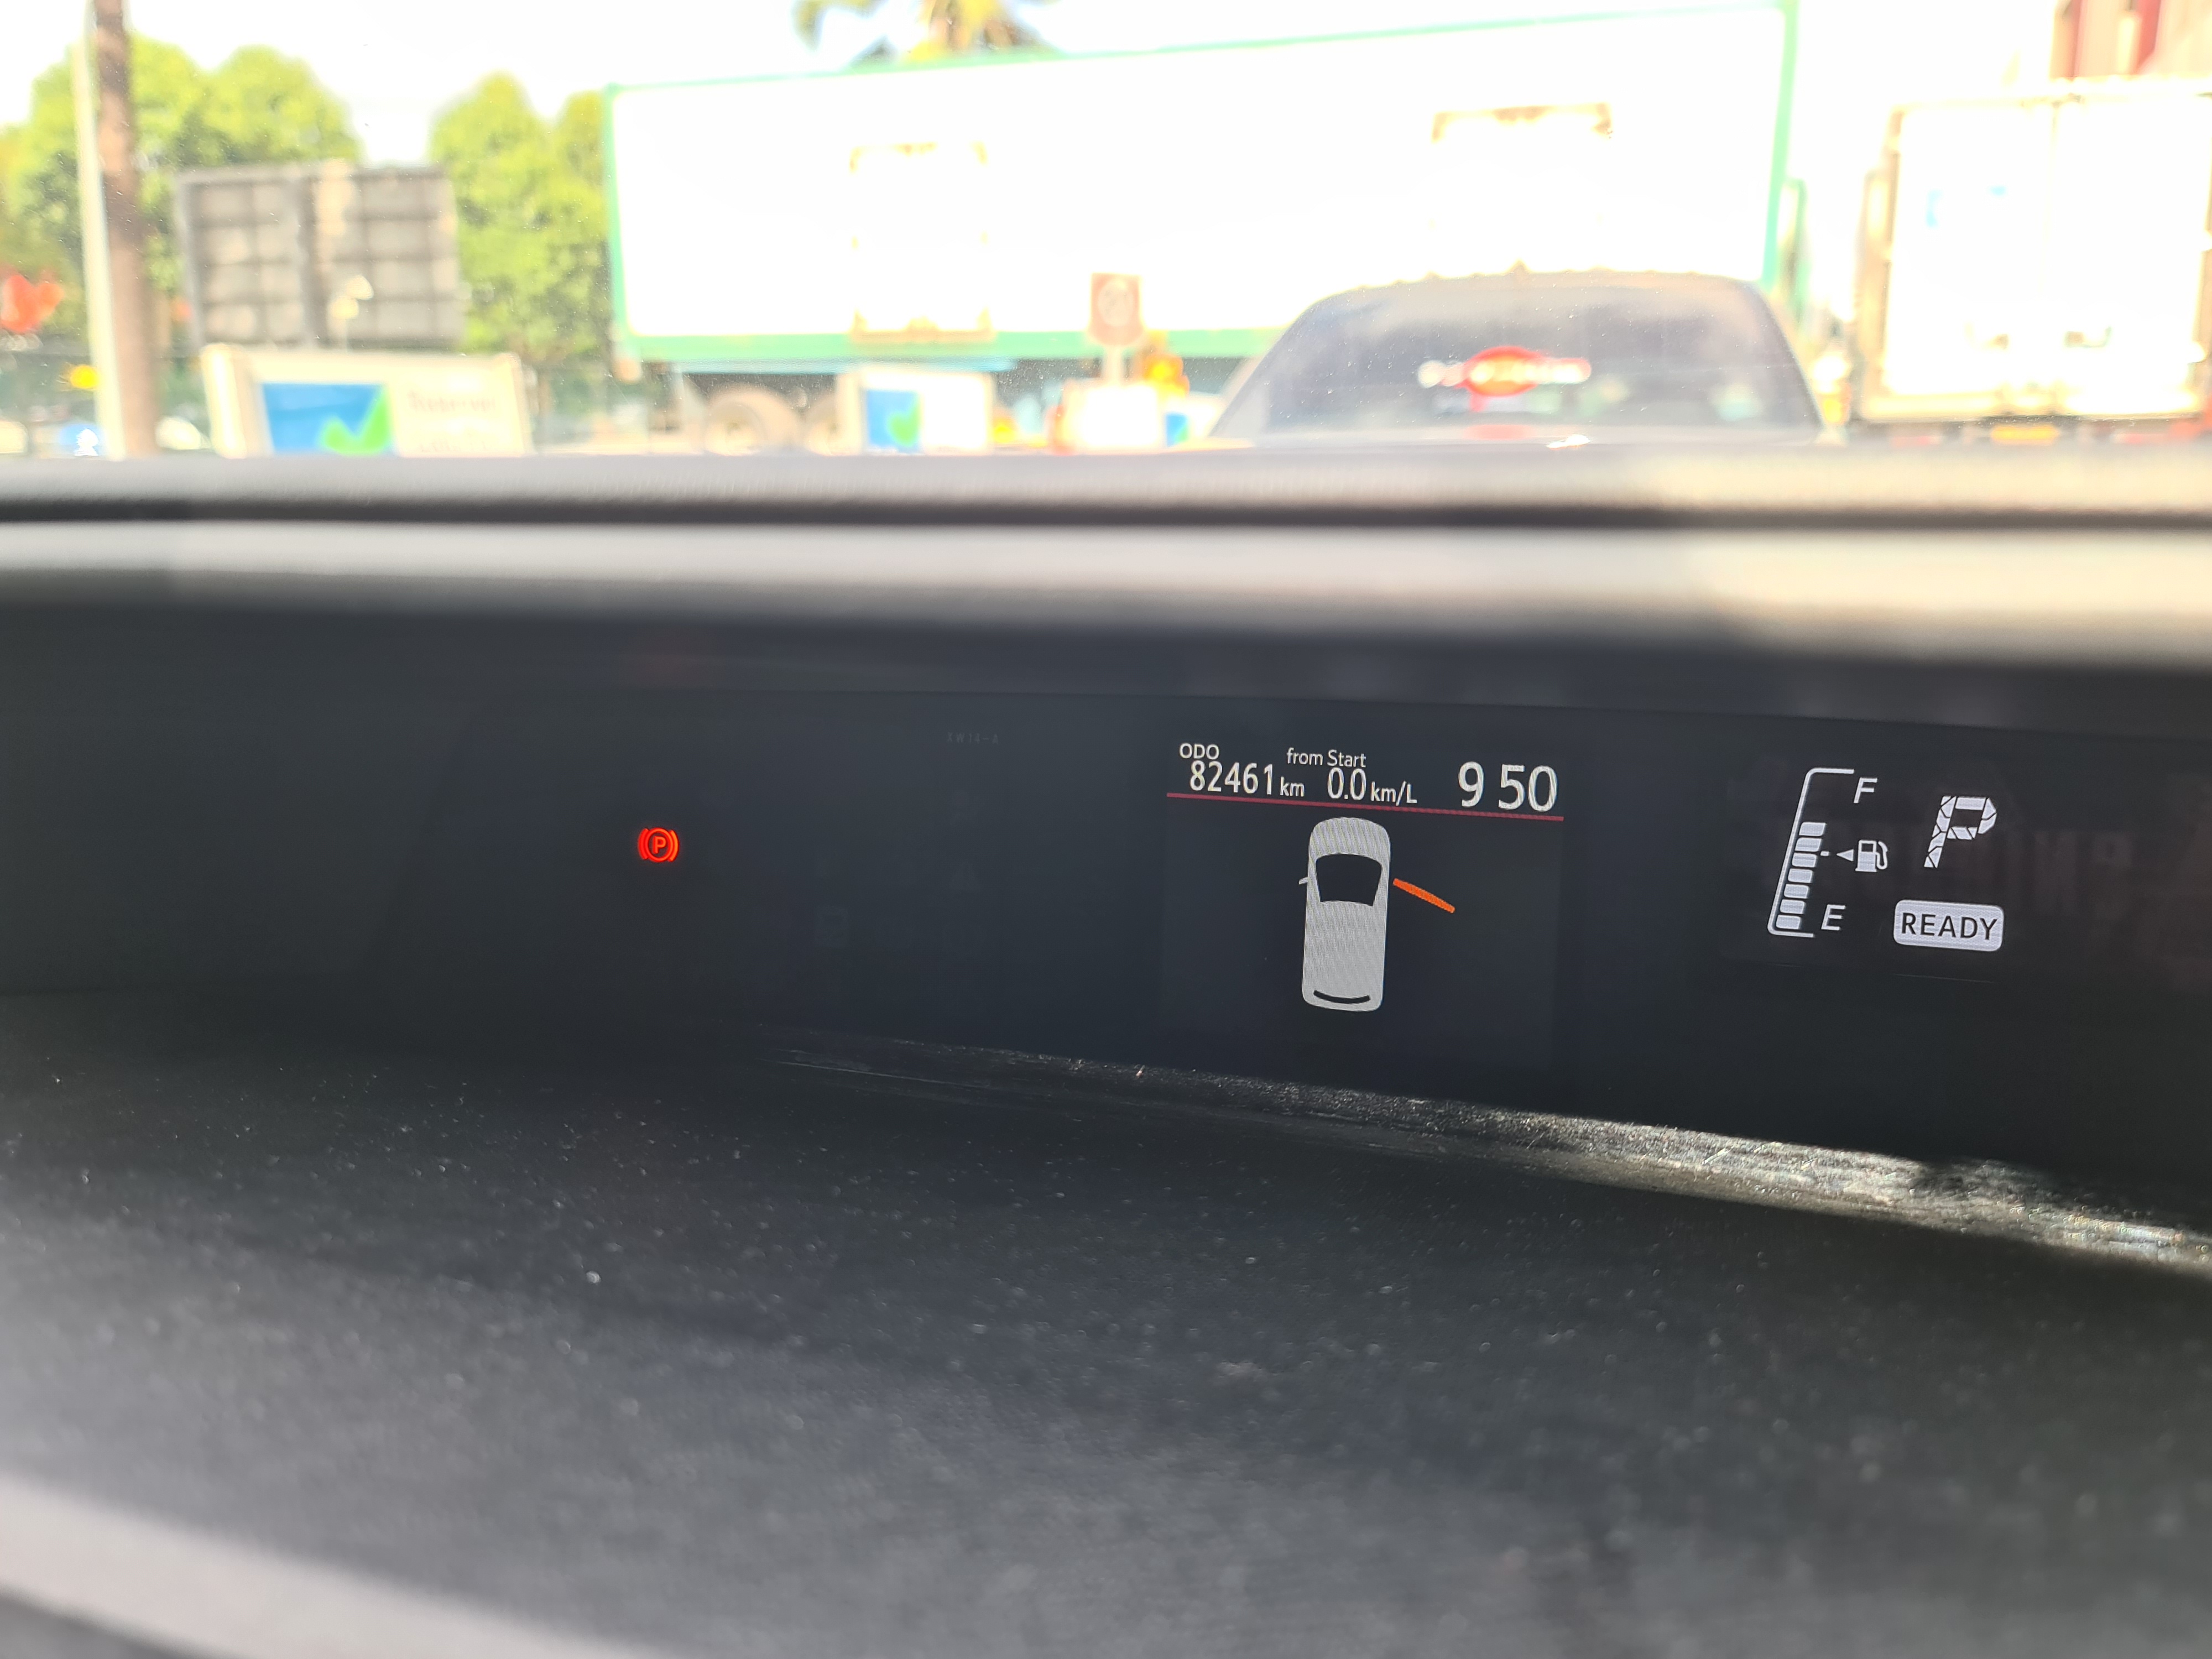 ODO from Start
82461 km 0.0 km/L 9 50
F
P
E
READY
P